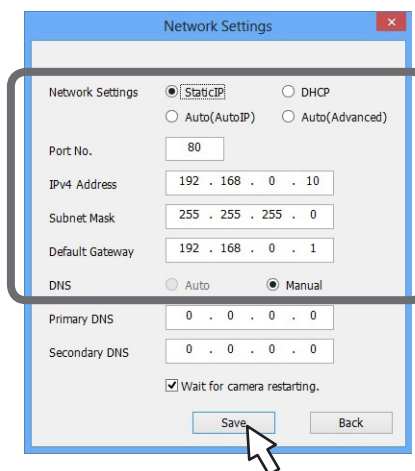 Network Settings
Network Settings StaticIP DHCP
Auto(AutoIP) Auto(Advanced)
Port No. 80
IPv4 Address 192 . 168 . 0 . 10
Subnet Mask 255 . 255 . 255 . 0
Default Gateway 192 . 168 . 0 . 1
DNS Auto Manual
Primary DNS 0 . 0 . 0 . 0
Secondary DNS 0 . 0 . 0 . 0
Wait for camera restarting.
Save Back